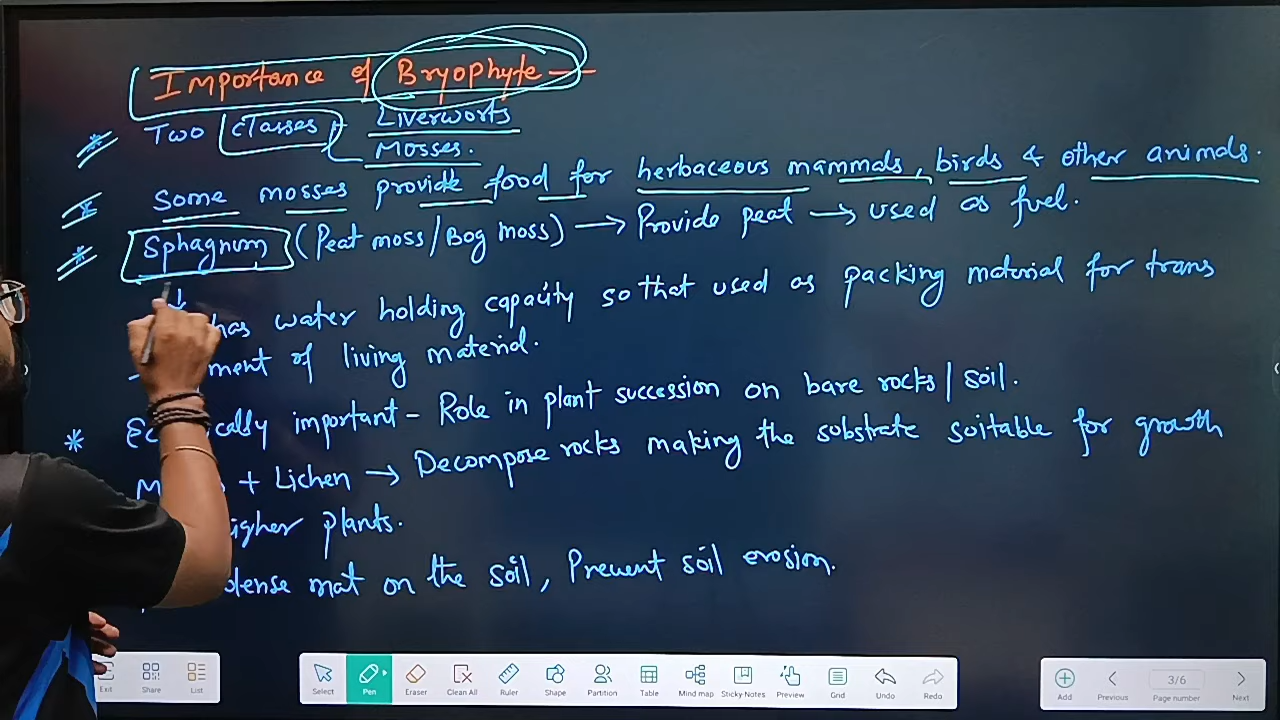 Importance of Bryophyte -
* Two classes Liverworts
Mosses.
* Some mosses provide food for herbaceous mammals, birds & other animals.
* Sphagnum (Peat moss/Bog moss) → Provide peat → used as fuel.
↓
has water holding capacity so that used as packing material for trans
ment of living material.
* important - Role in plant succession on bare rocks/soil.
+ Lichen → Decompose rocks making the substrate suitable for growth
plants.
dense mat on the soil, Prevent soil erosion.
Exit Share List Select Pen Eraser Clean All Ruler Shape Partition Table Mind map Sticky Notes Preview Grid Undo Redo Add Previous 3/6 Page number Next